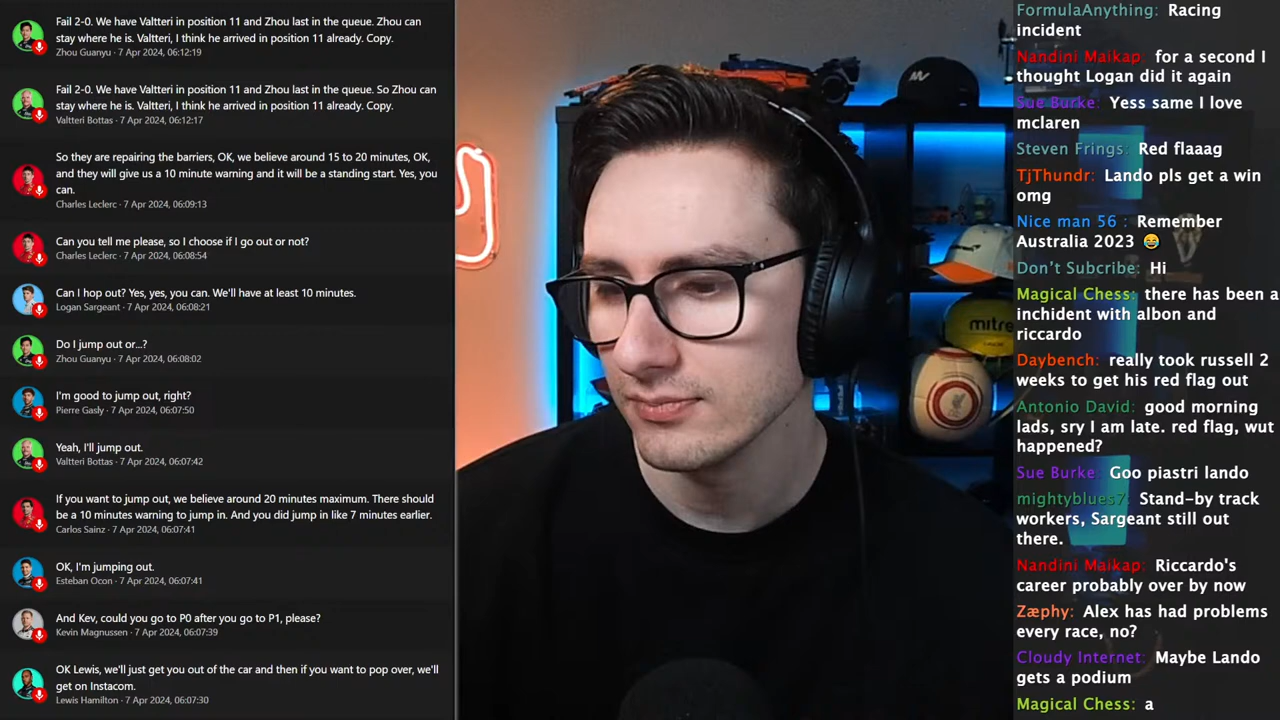 Fail 2-0. We have Valtteri in position 11 and Zhou last in the queue. Zhou can
stay where he is. Valtteri, I think he arrived in position 11 already. Copy.
Zhou Guanyu · 7 Apr 2024, 06:12:19
Fail 2-0. We have Valtteri in position 11 and Zhou last in the queue. So Zhou can
stay where he is. Valtteri, I think he arrived in position 11 already. Copy.
Valtteri Bottas · 7 Apr 2024, 06:12:17
So they are repairing the barriers, OK, we believe around 15 to 20 minutes, OK,
and they will give us a 10 minute warning and it will be a standing start. Yes, you
can.
Charles Leclerc · 7 Apr 2024, 06:09:13
Can you tell me please, so I choose if I go out or not?
Charles Leclerc · 7 Apr 2024, 06:08:54
Can I hop out? Yes, yes, you can. We'll have at least 10 minutes.
Logan Sargeant · 7 Apr 2024, 06:08:21
Do I jump out or...?
Zhou Guanyu · 7 Apr 2024, 06:08:02
I'm good to jump out, right?
Pierre Gasly · 7 Apr 2024, 06:07:50
Yeah, I'll jump out.
Valtteri Bottas · 7 Apr 2024, 06:07:42
If you want to jump out, we believe around 20 minutes maximum. There should
be a 10 minutes warning to jump in. And you did jump in like 7 minutes earlier.
Carlos Sainz · 7 Apr 2024, 06:07:41
OK, I'm jumping out.
Esteban Ocon · 7 Apr 2024, 06:07:41
And Kev, could you go to P0 after you go to P1, please?
Kevin Magnussen · 7 Apr 2024, 06:07:39
OK Lewis, we'll just get you out of the car and then if you want to pop over, we'll
get on Instacom.
Lewis Hamilton · 7 Apr 2024, 06:07:30
mitre
FormulaAnything: Racing
incident
Nandini Maikap: for a second I
thought Logan did it again
Sue Burke: Yess same I love
mclaren
Steven Frings: Red flaaag
TjThundr: Lando pls get a win
omg
Nice man 56 : Remember
Australia 2023 😂
Don't Subcribe: Hi
Magical Chess: there has been a
inchident with albon and
riccardo
Daybench: really took russell 2
weeks to get his red flag out
Antonio David: good morning
lads, sry I am late. red flag, wut
happened?
Sue Burke: Goo piastri lando
mightyblues7: Stand-by track
workers, Sargeant still out
there.
Nandini Maikap: Riccardo's
career probably over by now
Zæphy: Alex has had problems
every race, no?
Cloudy Internet: Maybe Lando
gets a podium
Magical Chess: a